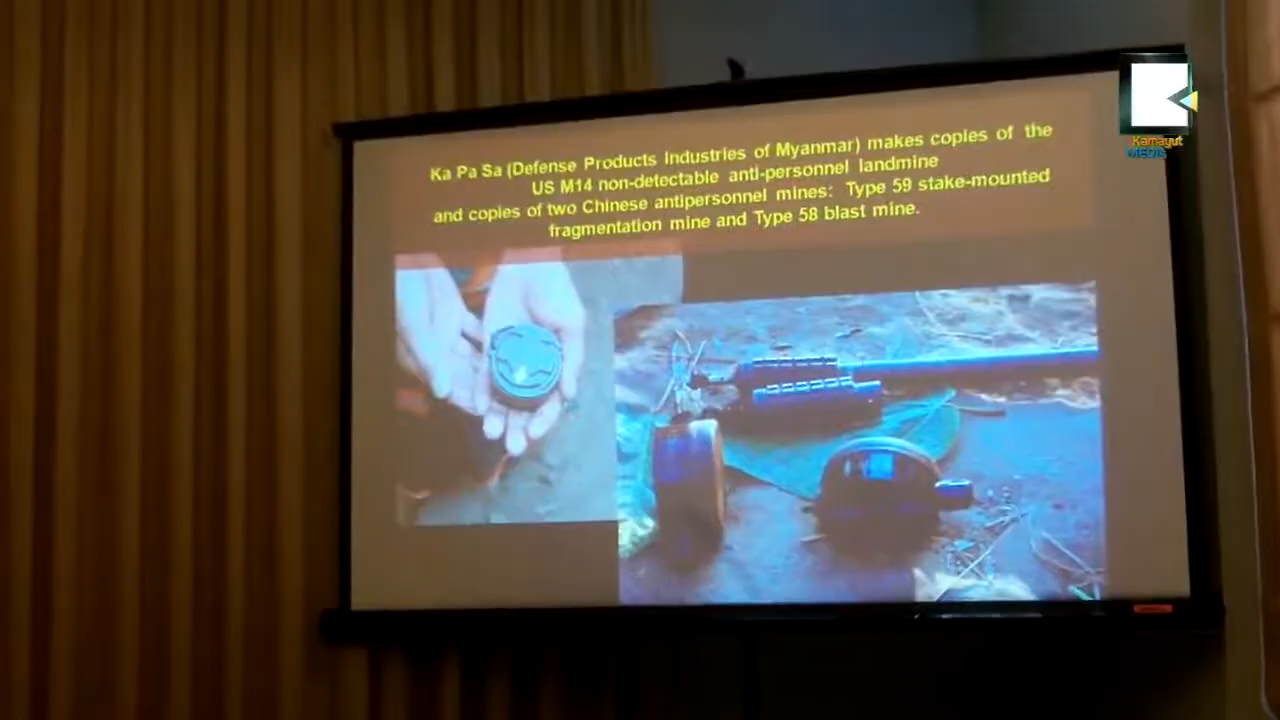 Ka Pa Sa (Defense Products Industries of Myanmar) makes copies of the
US M14 non-detectable anti-personnel landmine
and copies of two Chinese antipersonnel mines: Type 59 stake-mounted
fragmentation mine and Type 58 blast mine.
Kamayut
MEDIA